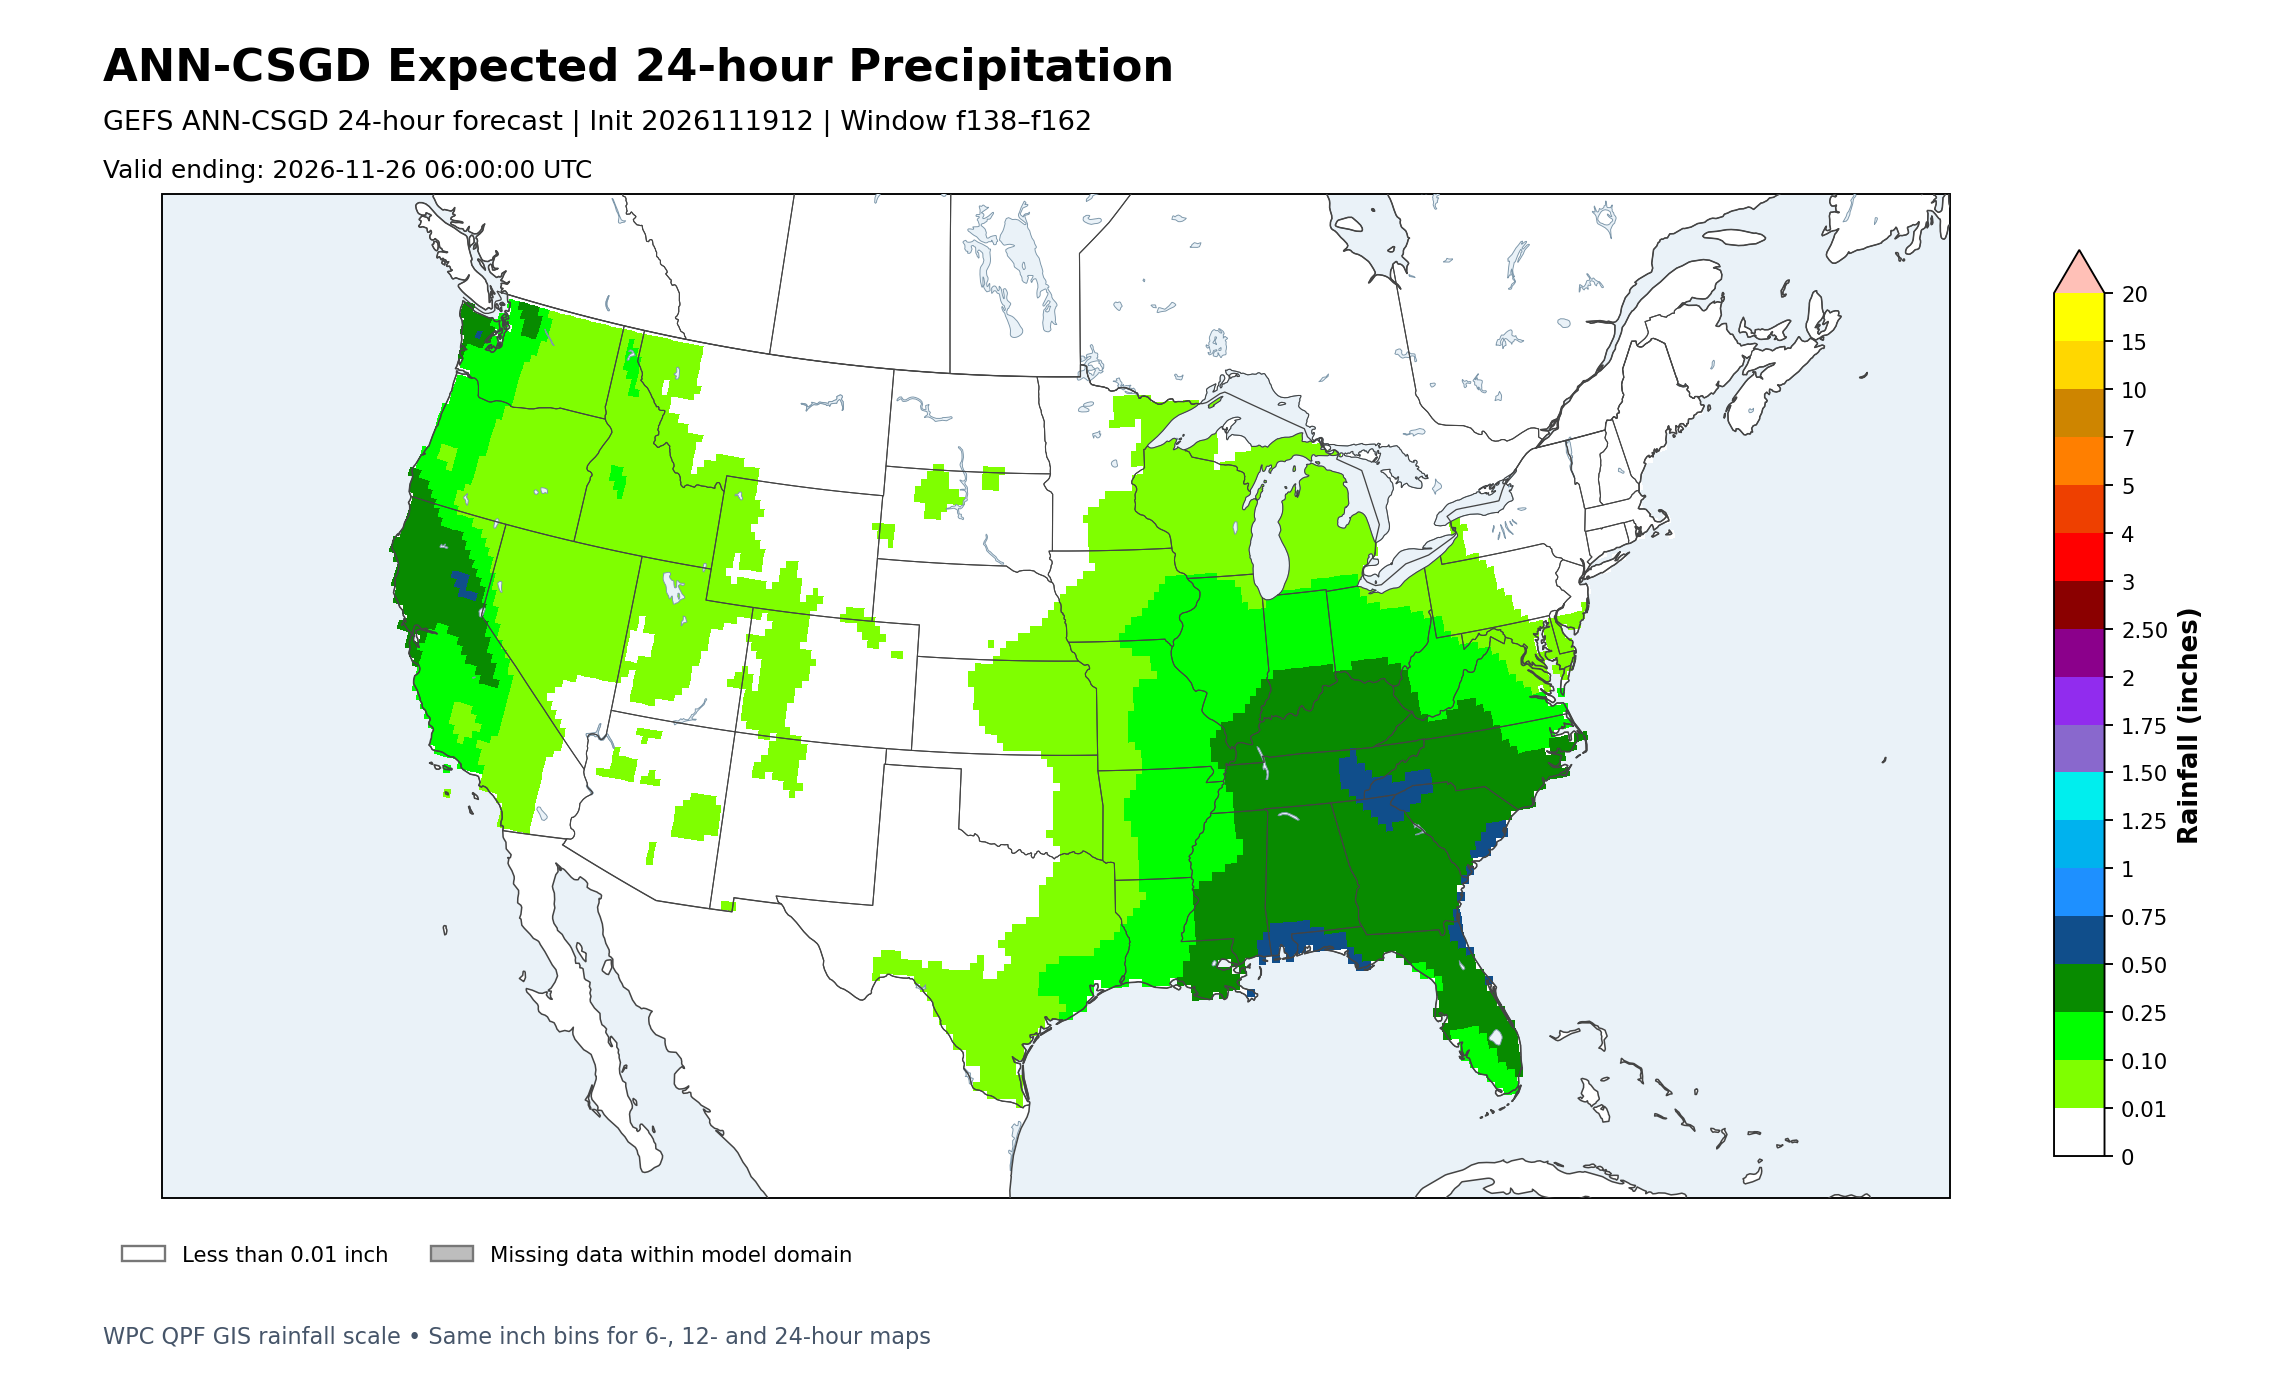 ANN-CSGD Expected 24-hour Precipitation
GEFS ANN-CSGD 24-hour forecast | Init 2026111912 | Window f138–f162
Valid ending: 2026-11-26 06:00:00 UTC
20
15
10
7
5
4
3
2.50
2
1.75
1.50
1.25
1
0.75
0.50
0.25
0.10
0.01
0
Rainfall (inches)
Less than 0.01 inch
Missing data within model domain
WPC QPF GIS rainfall scale • Same inch bins for 6-, 12- and 24-hour maps